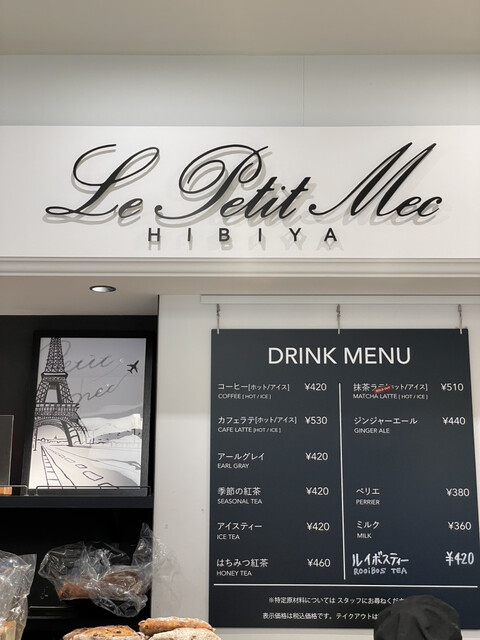 Le Petit Mec
HIBIYA
DRINK MENU
コーヒー[ホット/アイス] ¥420
COFFEE [HOT / ICE]
カフェラテ[ホット/アイス] ¥530
CAFE LATTE [HOT / ICE]
アールグレイ ¥420
EARL GRAY
季節の紅茶 ¥420
SEASONAL TEA
アイスティー ¥420
ICE TEA
はちみつ紅茶 ¥460
HONEY TEA
抹茶ラテ[ホット/アイス] ¥510
MATCHA LATTE [HOT / ICE]
ジンジャーエール ¥440
GINGER ALE
ペリエ ¥380
PERRIER
ミルク ¥360
MILK
ルイボスティー ¥420
ROOIBOS TEA
※特定原材料については スタッフにお尋ねくだ
表示価格は税込価格です。テイクアウトは